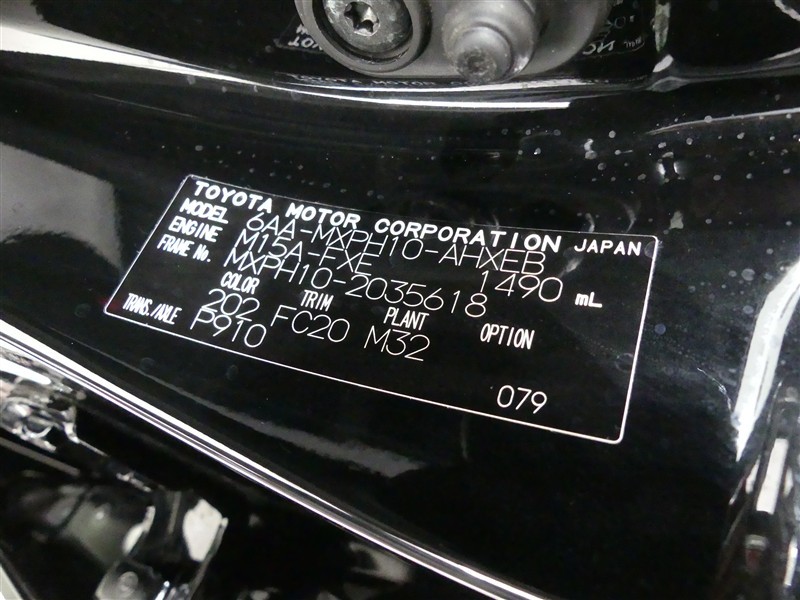 TOYOTA MOTOR CORPORATION JAPAN
MODEL 6AA-MXPH10-AHXEB
ENGINE M15A-FXE 1490 mL
FRAME No. MXPH10-2035618
COLOR TRIM PLANT OPTION
202 FC20 M32
TRANS./AXLE P910
079